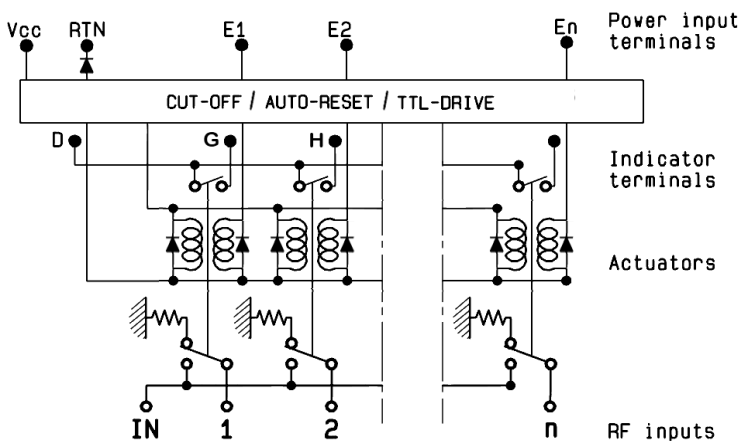 Vcc RTN E1 E2 En Power input
terminals
CUT-OFF / AUTO-RESET / TTL-DRIVE
D G H
Indicator
terminals
Actuators
IN 1 2 n RF inputs